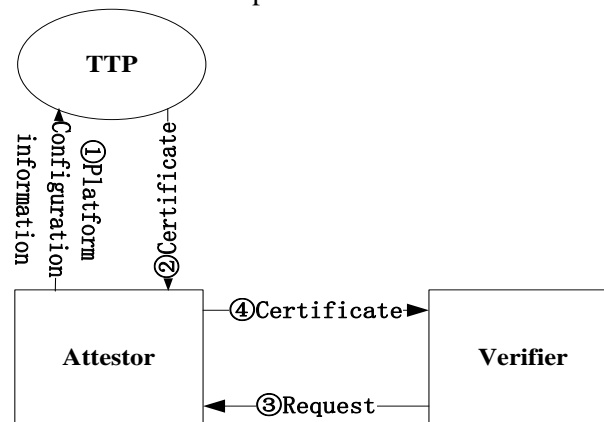 TTP
①Platform
Configuration
information
②Certificate
④Certificate
Attestor
Verifier
③Request